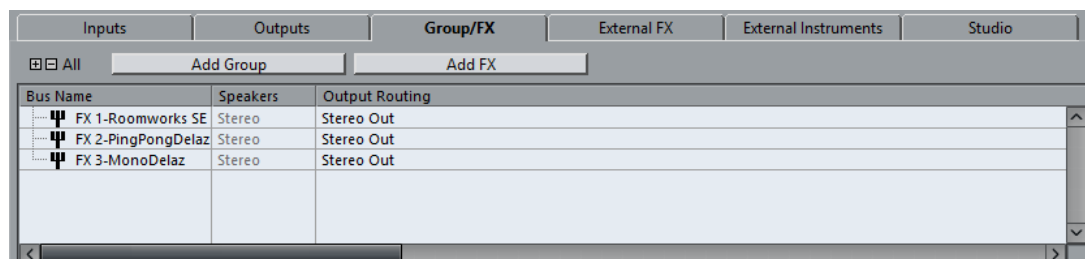 Inputs Outputs Group/FX External FX External Instruments Studio
All Add Group Add FX
Bus Name Speakers Output Routing
FX 1-Roomworks SE Stereo Stereo Out
FX 2-PingPongDelaz Stereo Stereo Out
FX 3-MonoDelaz Stereo Stereo Out